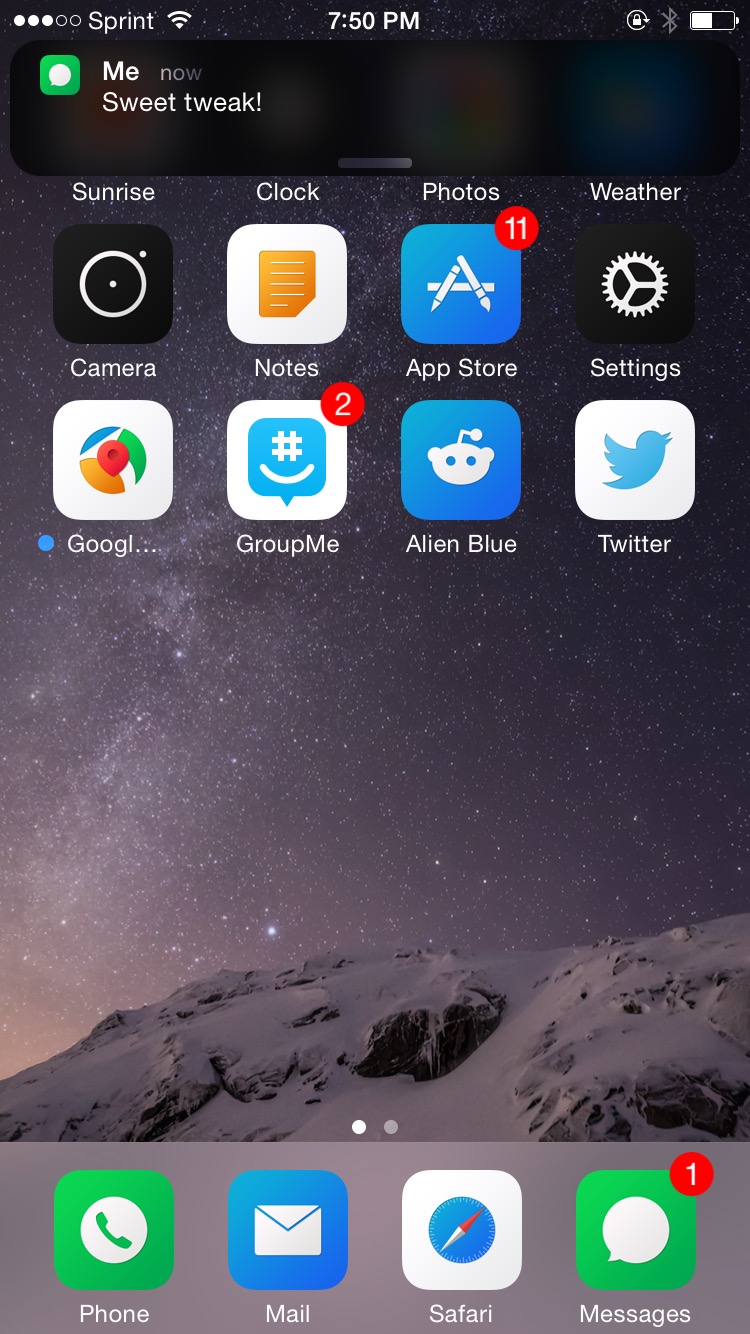 Sprint 7:50 PM
Me now
Sweet tweak!
Sunrise Clock Photos Weather
11
Camera Notes App Store Settings
2
#
Googl... GroupMe Alien Blue Twitter
1
Phone Mail Safari Messages